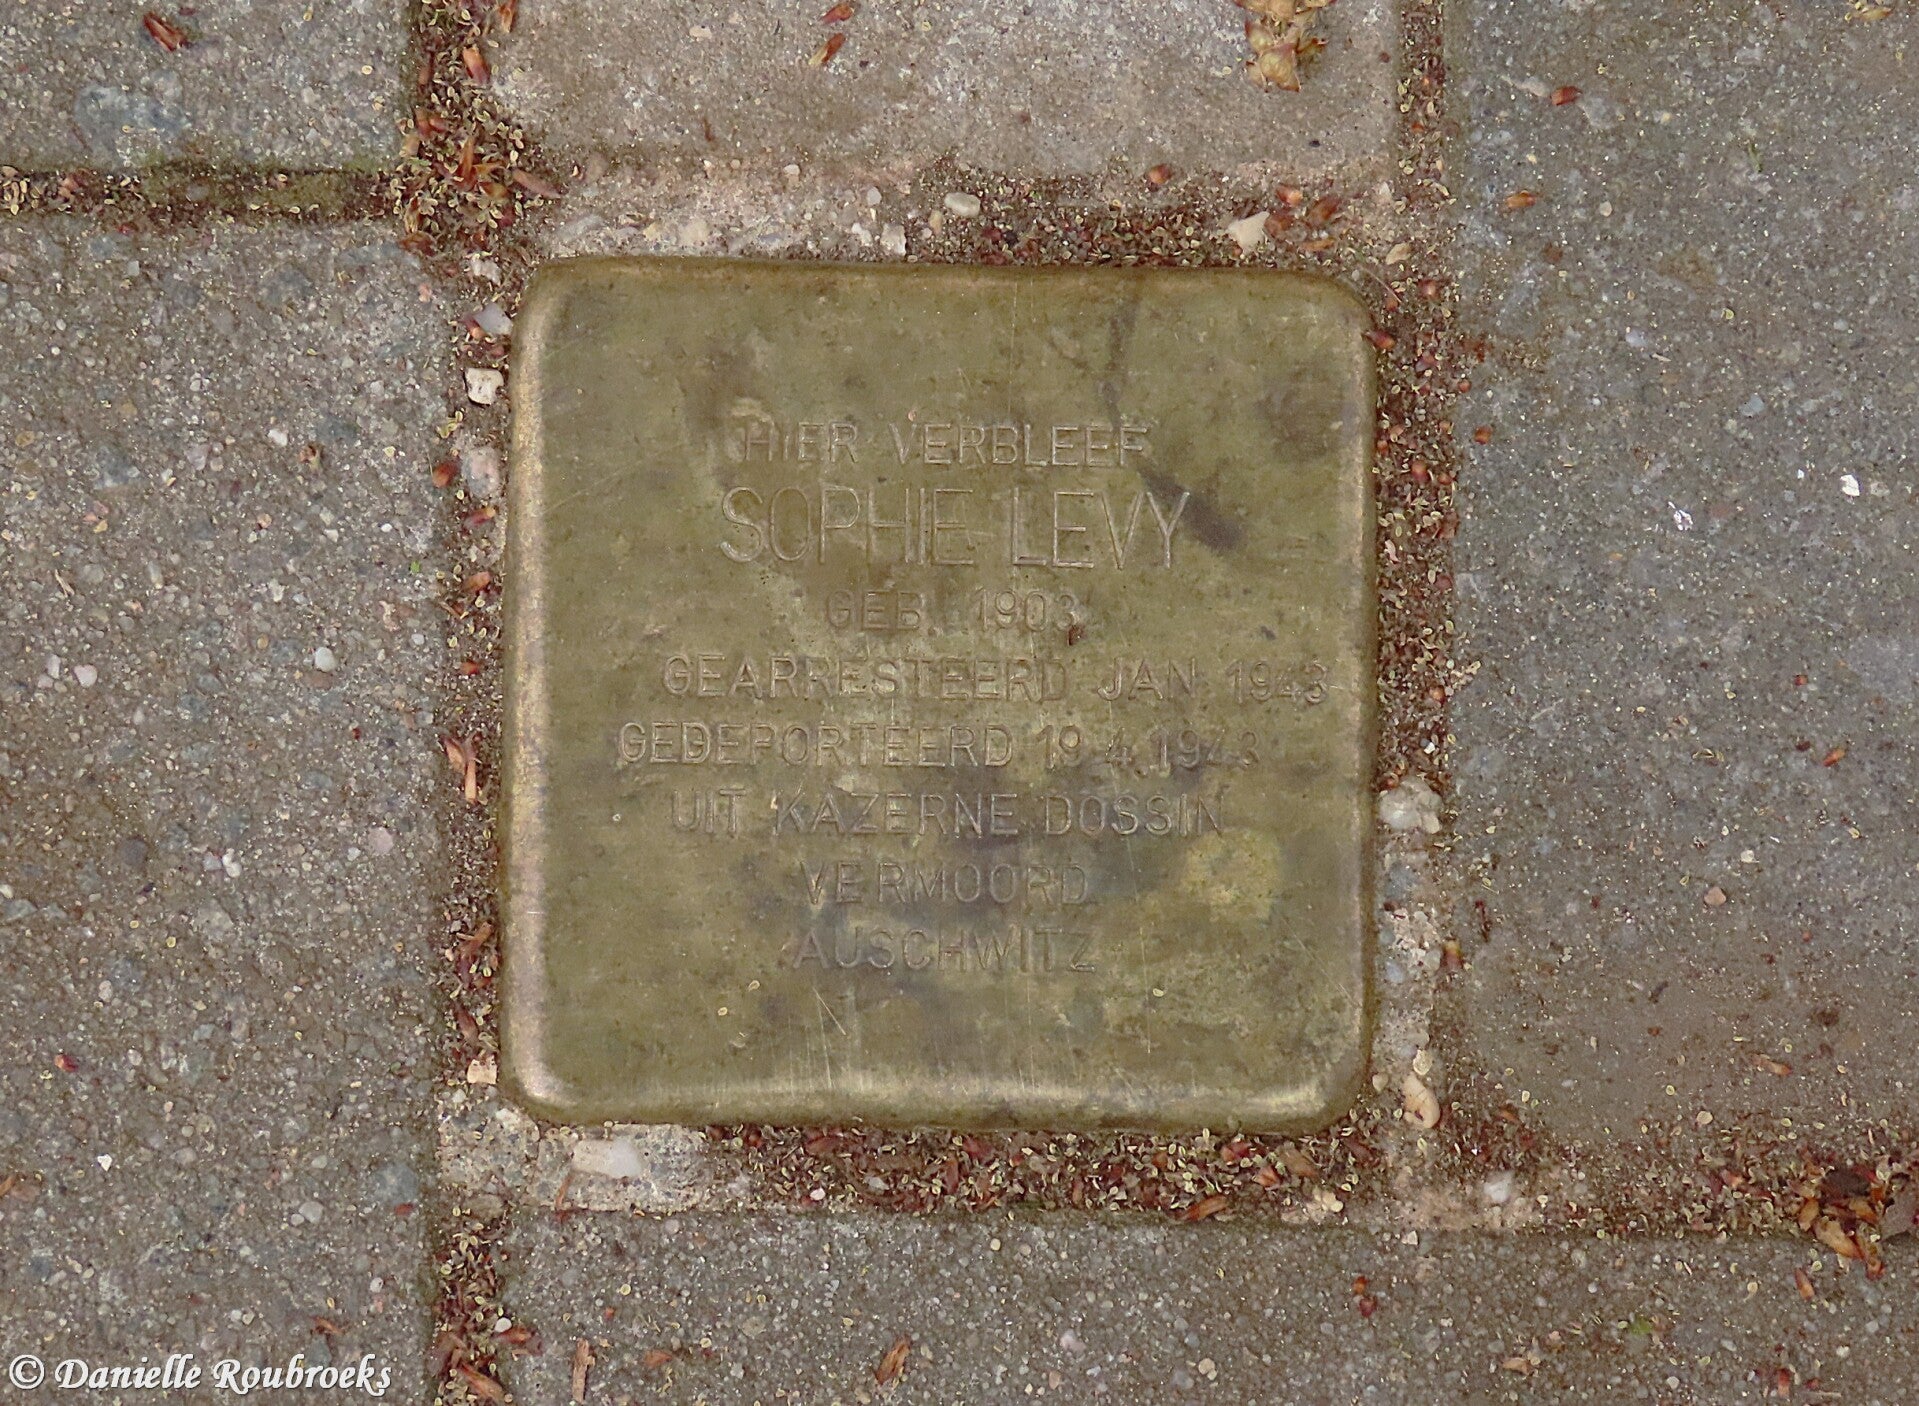 HIER VERBLEEF
SOPHIE LEVY
GEB. 1903
GEARRESTEERD JAN 1943
GEDEPORTEERD 19.4.1943
UIT KAZERNE DOSSIN
VERMOORD
AUSCHWITZ
© Danielle Roubroeks